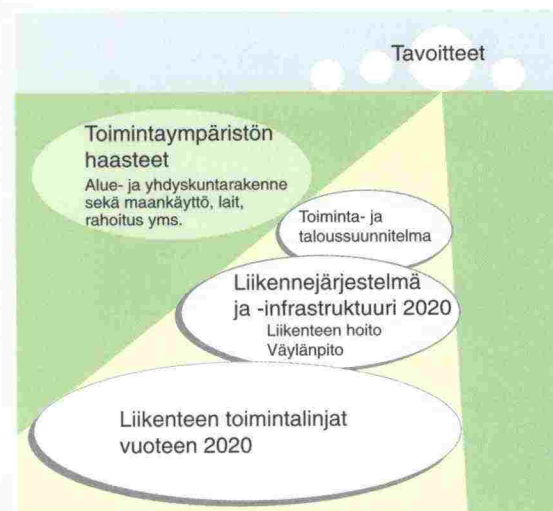 Tavoitteet
Toimintaympäristön
haasteet
Alue- ja yhdyskuntarakenne
sekä maankäyttö, lait,
rahoitus yms.
Toiminta- ja
taloussuunnitelma
Liikennejärjestelmä
ja -infrastruktuuri 2020
Liikenteen hoito
Väylänpito
Liikenteen toimintalinjat
vuoteen 2020